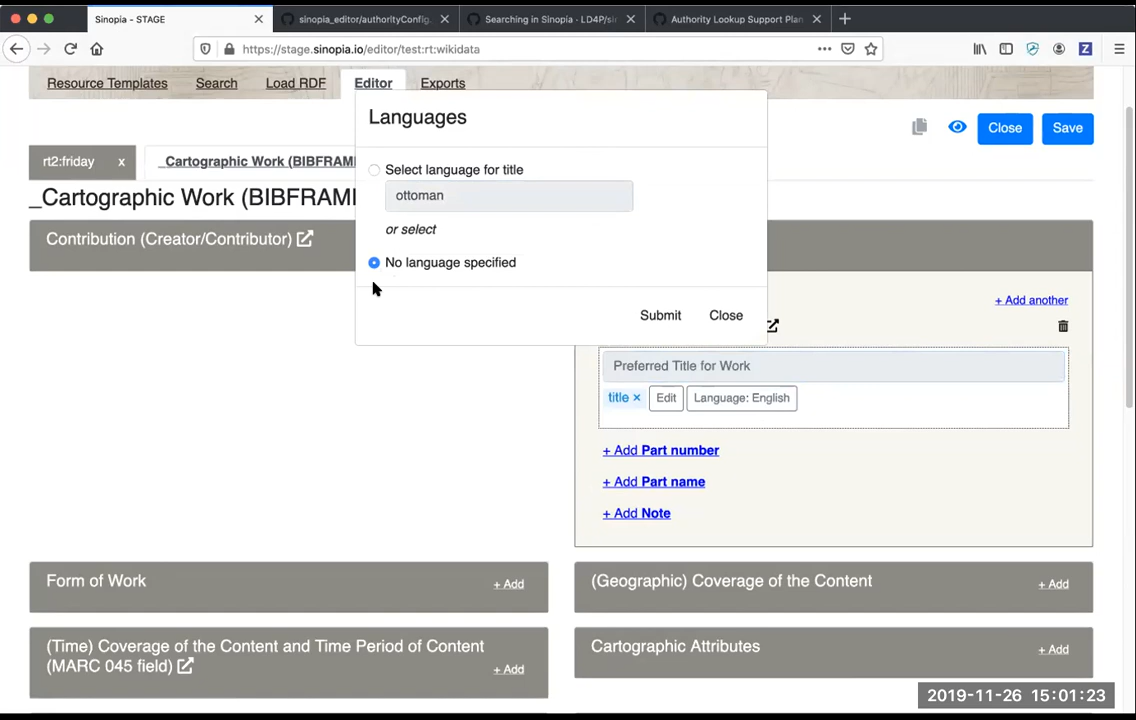 Sinopia - STAGE
sinopia_editor/authorityConfig.
Searching in Sinopia · LD4P/sin
Authority Lookup Support Plan
https://stage.sinopia.io/editor/test:rt:wikidata
Resource Templates
Search
Load RDF
Editor
Exports
Languages
Select language for title
ottoman
or select
No language specified
Submit
Close
Close
Save
rt2:friday x
_Cartographic Work (BIBFRAM
_Cartographic Work (BIBFRAM
Contribution (Creator/Contributor)
+ Add another
Preferred Title for Work
title ×
Edit
Language: English
+ Add Part number
+ Add Part name
+ Add Note
Form of Work
+ Add
(Geographic) Coverage of the Content
+ Add
(Time) Coverage of the Content and Time Period of Content
(MARC 045 field)
+ Add
Cartographic Attributes
+ Add
2019-11-26 15:01:23